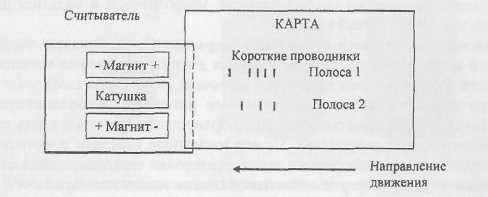 Считыватель
КАРТА
Короткие проводники
- Магнит +
Полоса 1
Катушка
Полоса 2
+ Магнит -
Направление
движения